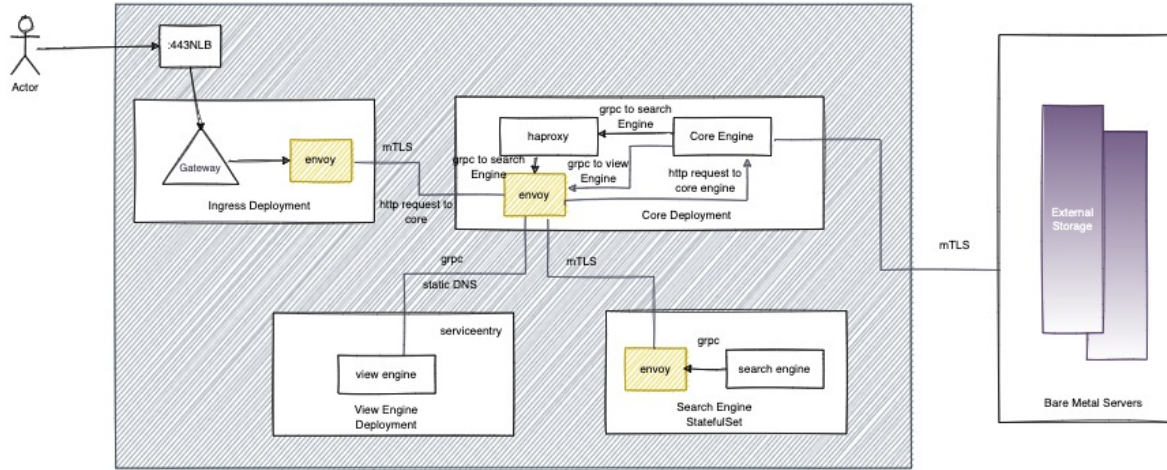 Actor
:443NLB
Gateway
envoy
Ingress Deployment
mTLS
http request to
core
haproxy
grpc to search
Engine
Core Engine
grpc to search
Engine
grpc to view
Engine
http request to
core engine
envoy
Core Deployment
grpc
static DNS
mTLS
serviceentry
view engine
View Engine
Deployment
grpc
envoy
search engine
Search Engine
StatefulSet
mTLS
External
Storage
Bare Metal Servers